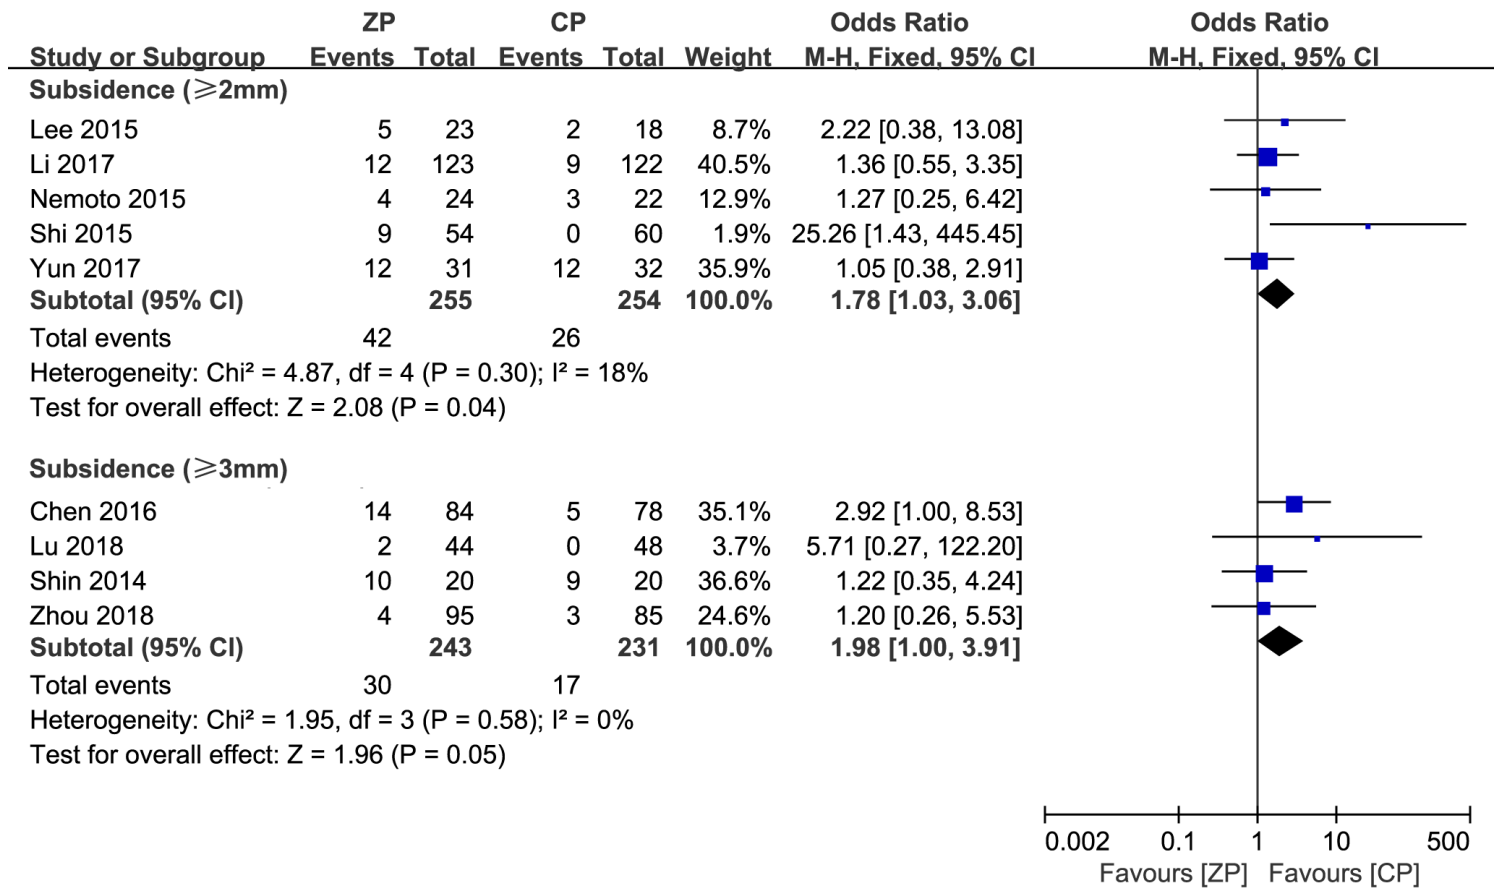 ZP CP Odds Ratio Odds Ratio
Study or Subgroup Events Total Events Total Weight M-H, Fixed, 95% CI M-H, Fixed, 95% CI
Subsidence (⩾2mm)
Lee 2015 5 23 2 18 8.7% 2.22 [0.38, 13.08]
Li 2017 12 123 9 122 40.5% 1.36 [0.55, 3.35]
Nemoto 2015 4 24 3 22 12.9% 1.27 [0.25, 6.42]
Shi 2015 9 54 0 60 1.9% 25.26 [1.43, 445.45]
Yun 2017 12 31 12 32 35.9% 1.05 [0.38, 2.91]
Subtotal (95% CI) 255 254 100.0% 1.78 [1.03, 3.06]
Total events 42 26
Heterogeneity: Chi² = 4.87, df = 4 (P = 0.30); I² = 18%
Test for overall effect: Z = 2.08 (P = 0.04)
Subsidence (⩾3mm)
Chen 2016 14 84 5 78 35.1% 2.92 [1.00, 8.53]
Lu 2018 2 44 0 48 3.7% 5.71 [0.27, 122.20]
Shin 2014 10 20 9 20 36.6% 1.22 [0.35, 4.24]
Zhou 2018 4 95 3 85 24.6% 1.20 [0.26, 5.53]
Subtotal (95% CI) 243 231 100.0% 1.98 [1.00, 3.91]
Total events 30 17
Heterogeneity: Chi² = 1.95, df = 3 (P = 0.58); I² = 0%
Test for overall effect: Z = 1.96 (P = 0.05)
0.002 0.1 1 10 500
Favours [ZP] Favours [CP]